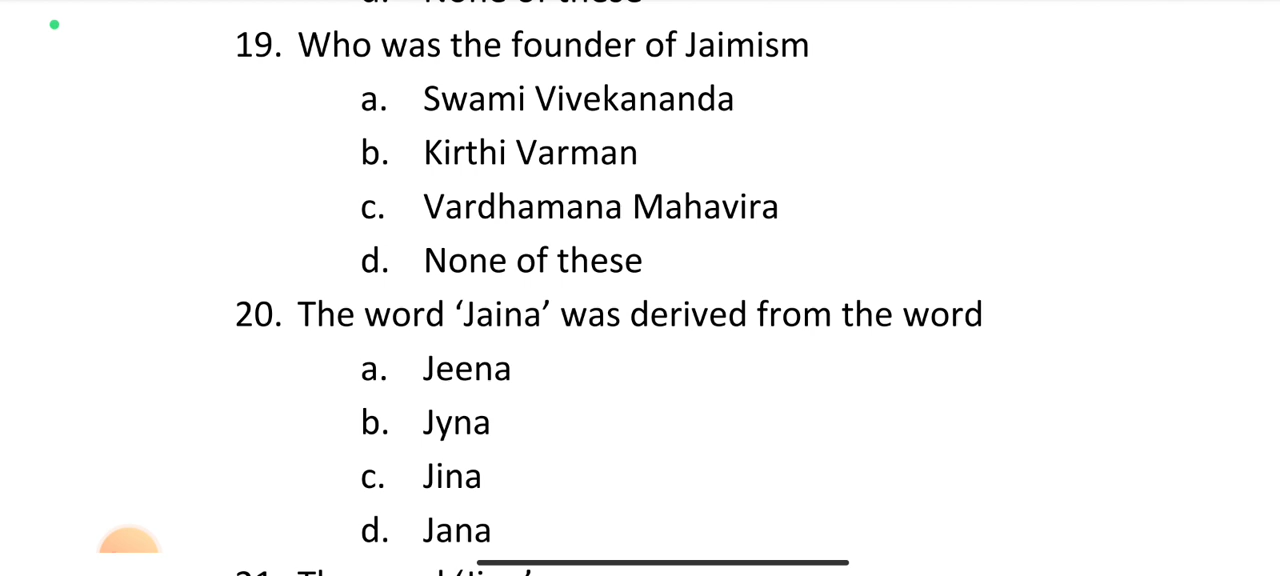 19. Who was the founder of Jaimism
a. Swami Vivekananda
b. Kirthi Varman
c. Vardhamana Mahavira
d. None of these
20. The word ‘Jaina’ was derived from the word
a. Jeena
b. Jyna
c. Jina
d. Jana